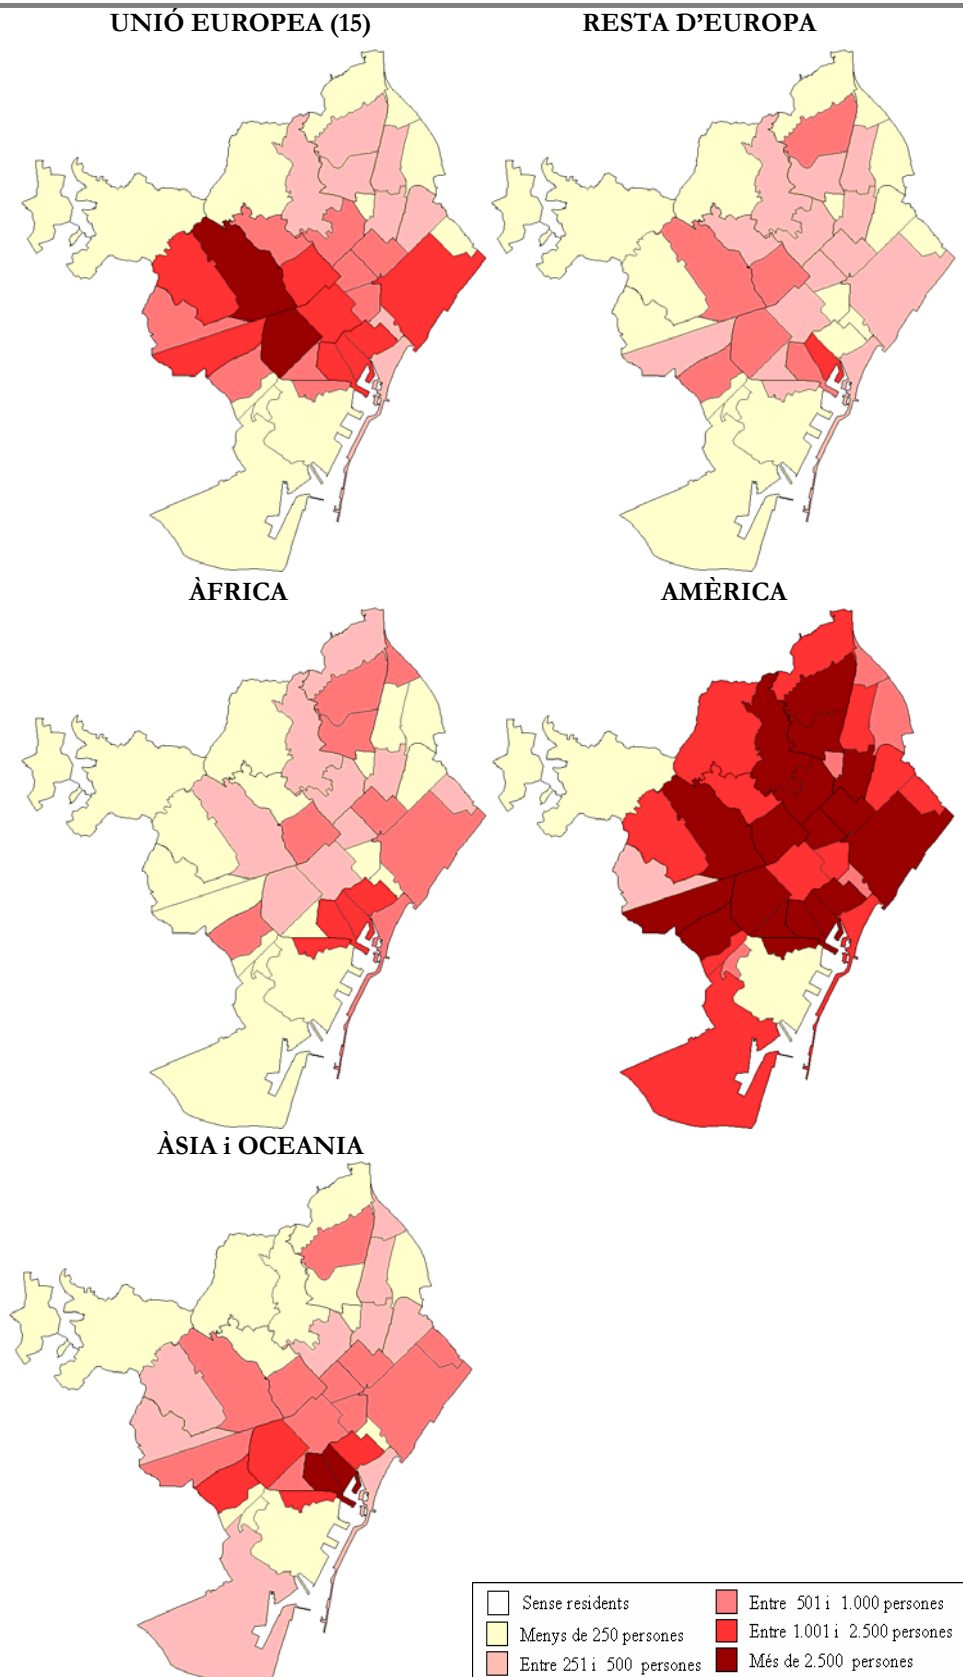 UNIÓ EUROPEA (15)
RESTA D'EUROPA
ÀFRICA
AMÈRICA
ÀSIA i OCEANIA
Sense residents
Menys de 250 persones
Entre 251 i 500 persones
Entre 501 i 1.000 persones
Entre 1.001 i 2.500 persones
Més de 2.500 persones